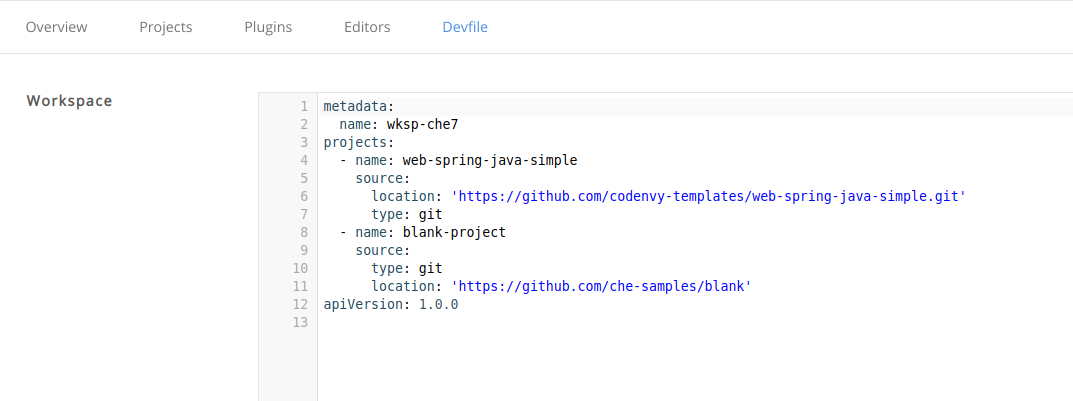 Overview Projects Plugins Editors Devfile
Workspace
1 metadata:
2   name: wksp-che7
3 projects:
4   - name: web-spring-java-simple
5     source:
6       location: 'https://github.com/codenvy-templates/web-spring-java-simple.git'
7       type: git
8   - name: blank-project
9     source:
10       type: git
11       location: 'https://github.com/che-samples/blank'
12 apiVersion: 1.0.0
13